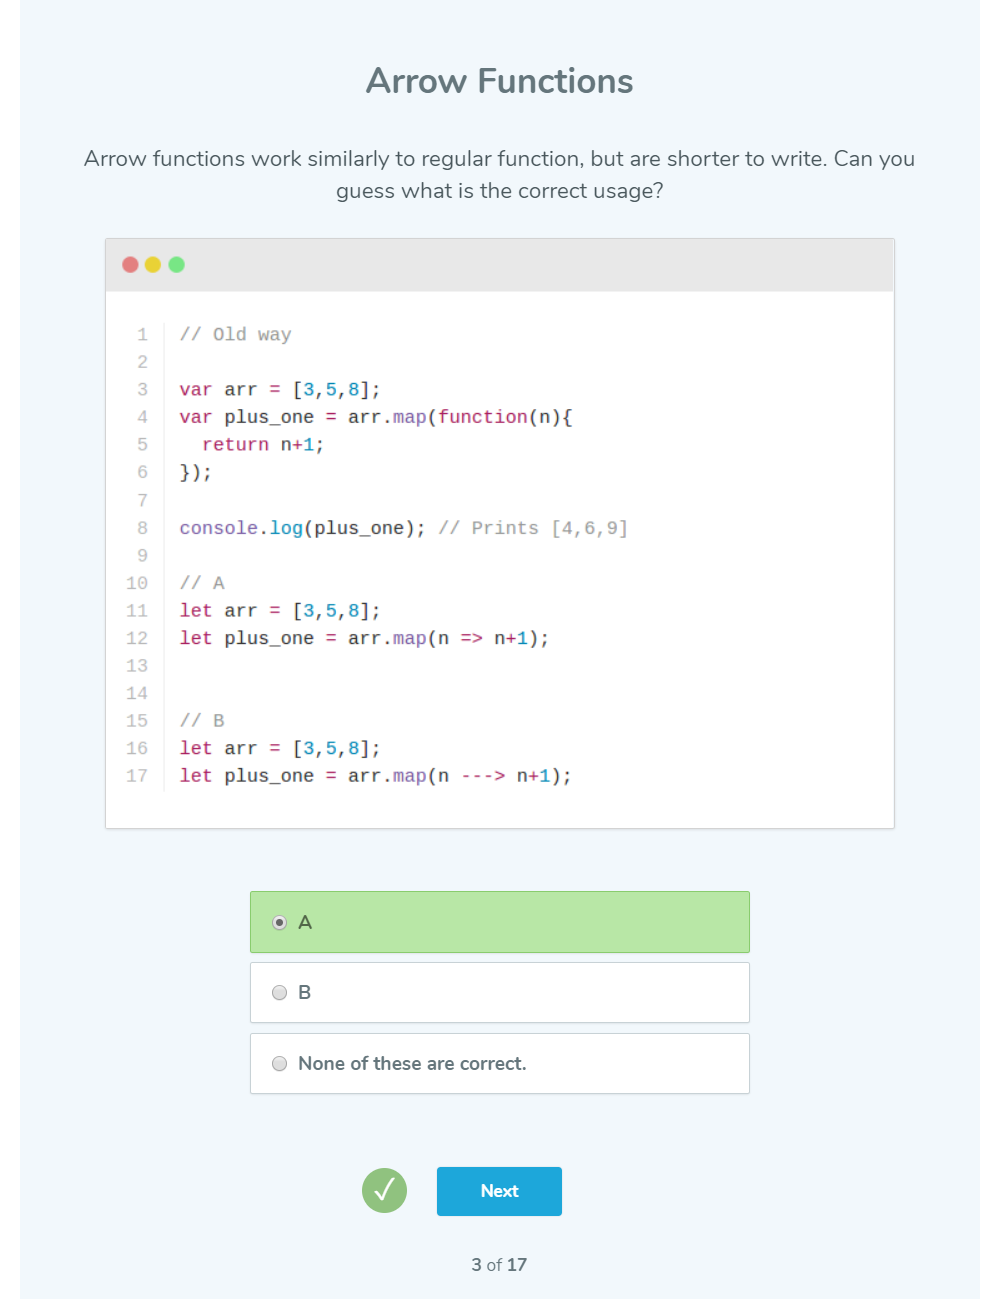 Arrow Functions
Arrow functions work similarly to regular function, but are shorter to write. Can you
guess what is the correct usage?
1 // Old way
2
3 var arr = [3,5,8];
4 var plus_one = arr.map(function(n){
5   return n+1;
6 });
7
8 console.log(plus_one); // Prints [4,6,9]
9
10 // A
11 let arr = [3,5,8];
12 let plus_one = arr.map(n => n+1);
13
14
15 // B
16 let arr = [3,5,8];
17 let plus_one = arr.map(n ---> n+1);
A
B
None of these are correct.
Next
3 of 17